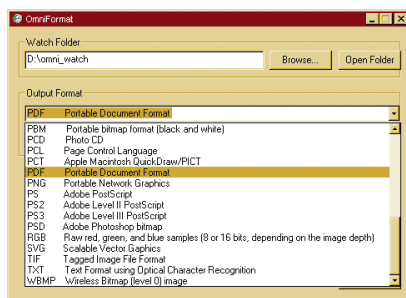 OmniFormat
Watch Folder
D:\omni_watch
Browse...
Open Folder
Output Format
PDF Portable Document Format
PBM Portable bitmap format (black and white)
PCD Photo CD
PCL Page Control Language
PCT Apple Macintosh QuickDraw/PICT
PDF Portable Document Format
PNG Portable Network Graphics
PS Adobe PostScript
PS2 Adobe Level II PostScript
PS3 Adobe Level III PostScript
PSD Adobe Photoshop bitmap
RGB Raw red, green, and blue samples (8 or 16 bits, depending on the image depth)
SVG Scalable Vector Graphics
TIF Tagged Image File Format
TXT Text Format using Optical Character Recognition
WBMP Wireless Bitmap (level 0) image